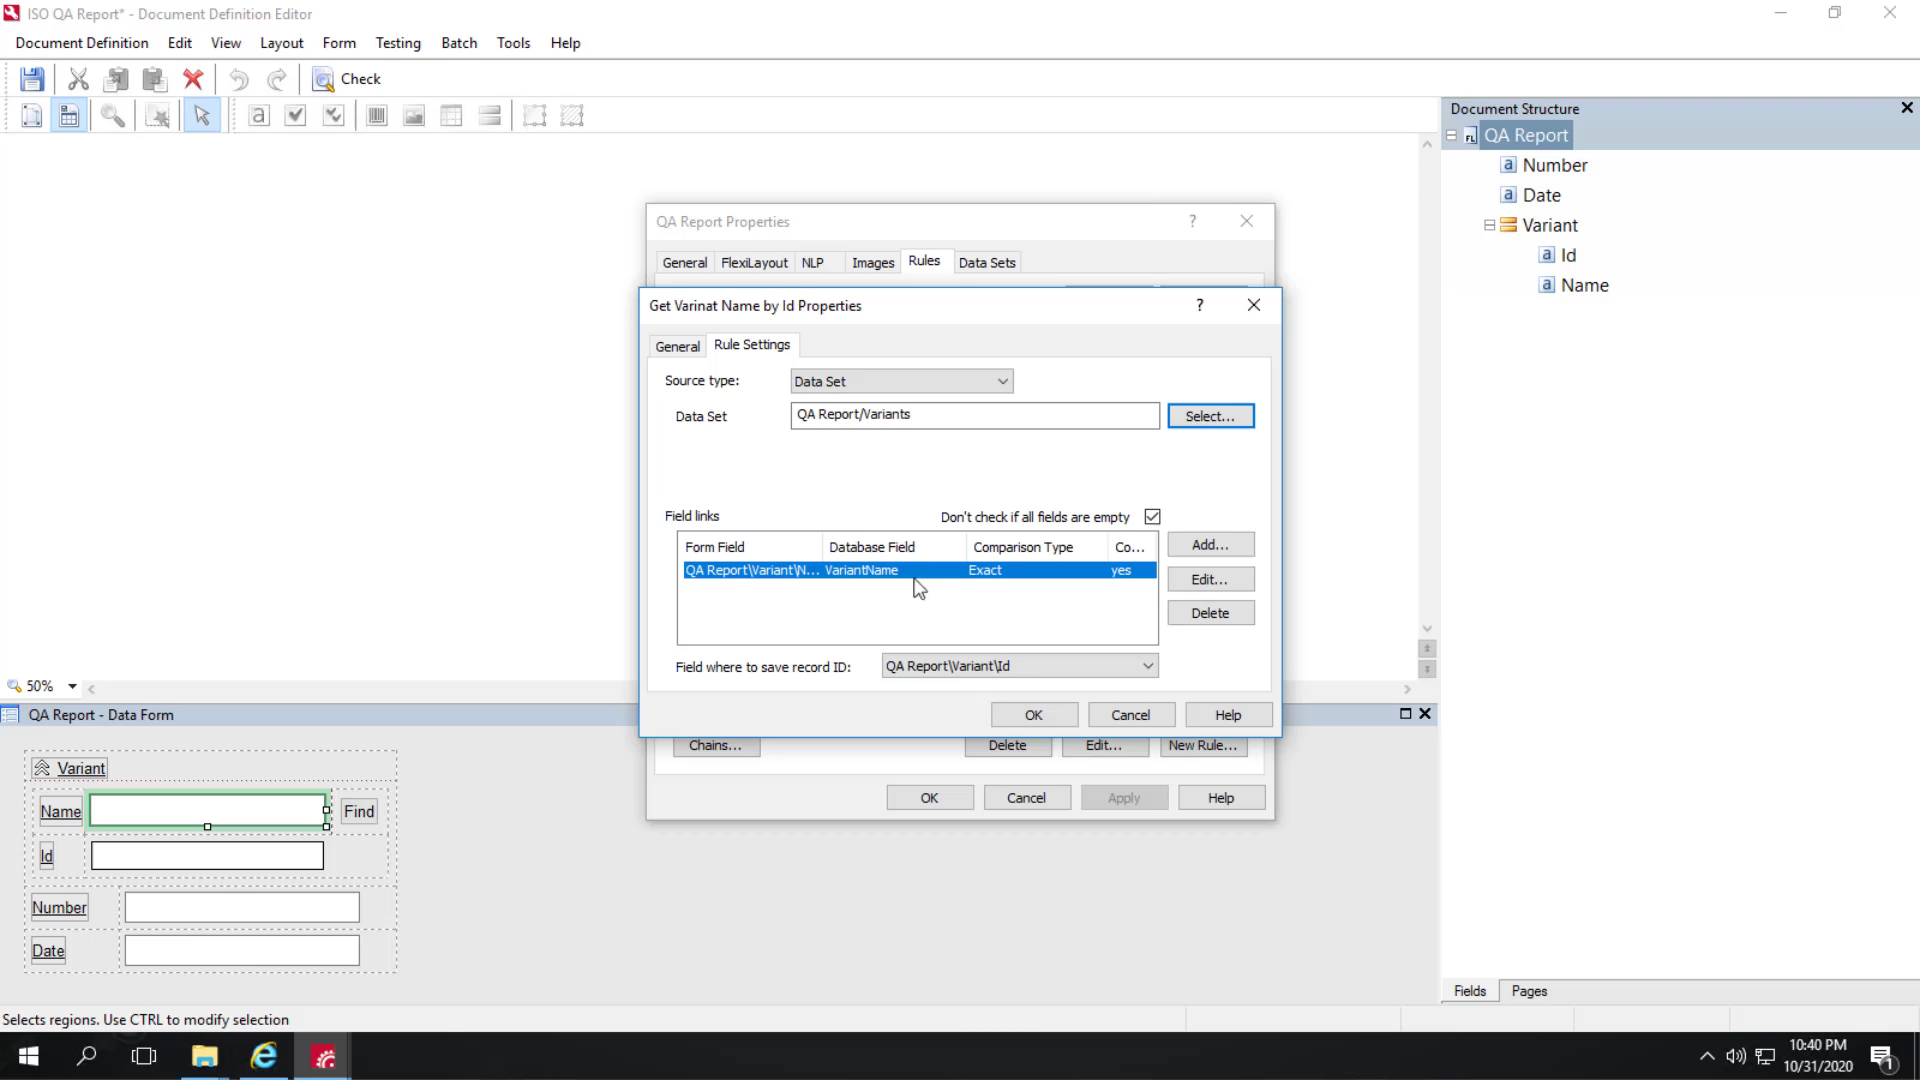 ISO QA Report* - Document Definition Editor
Document Definition Edit View Layout Form Testing Batch Tools Help
Check
Document Structure
QA Report
Number
Date
Variant
Id
Name
QA Report Properties
General FlexiLayout NLP Images Rules Data Sets
Get Varinat Name by Id Properties
General Rule Settings
Source type: Data Set
Data Set QA Report/Variants Select...
Field links Don't check if all fields are empty
Form Field Database Field Comparison Type Co...
QA Report\Variant\N... VariantName Exact yes
Add...
Edit...
Delete
Field where to save record ID: QA Report\Variant\Id
OK Cancel Help
Chains... Delete Edit... New Rule...
OK Cancel Apply Help
50%
QA Report - Data Form
Variant
Name Find
Id
Number
Date
Fields Pages
Selects regions. Use CTRL to modify selection
10:40 PM
10/31/2020
1